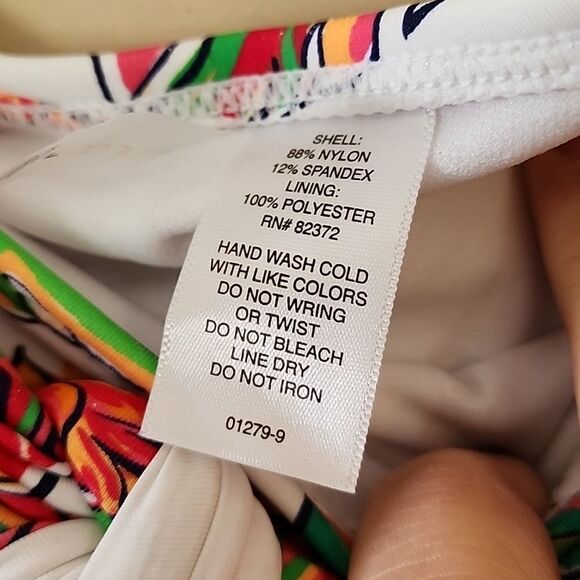 SHELL:
88% NYLON
12% SPANDEX
LINING:
100% POLYESTER
RN# 82372
HAND WASH COLD
WITH LIKE COLORS
DO NOT WRING
OR TWIST
DO NOT BLEACH
LINE DRY
DO NOT IRON
01279-9